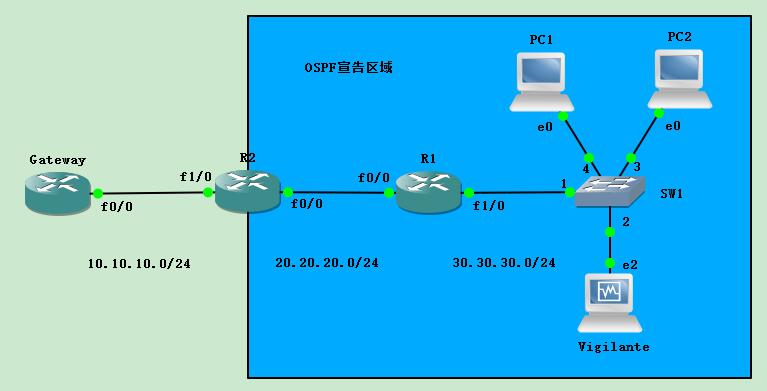 PC1
PC2
OSPF宣告区域
e0
e0
Gateway
R2
R1
f1/0
f0/0
4
3
1
f0/0
f0/0
f1/0
SW1
2
10.10.10.0/24
20.20.20.0/24
30.30.30.0/24
e2
Vigilante